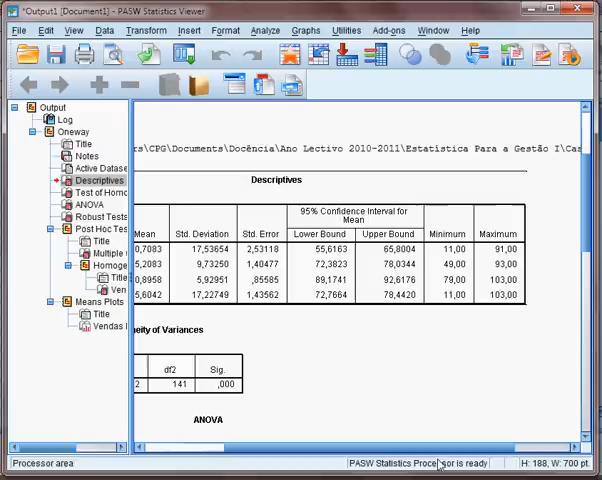 *Output1 [Document1] - PASW Statistics Viewer
File Edit View Data Transform Insert Format Analyze Graphs Utilities Add-ons Window Help
Output
Log
Oneway
Title
Notes
Active Dataset
Descriptives
Test of Homo
ANOVA
Robust Tests
Post Hoc Test
Title
Multiple
Homoge
Title
Ven
Means Plots
Title
Vendas
rs\CPG\Documents\Docência\Ano Lectivo 2010-2011\Estatística Para a Gestão I\Cas
Descriptives
95% Confidence Interval for
Mean
Mean Std. Deviation Std. Error Lower Bound Upper Bound Minimum Maximum
0,7083 17,53654 2,53118 55,6163 65,8004 11,00 91,00
5,2083 9,73250 1,40477 72,3823 78,0344 49,00 93,00
0,8958 5,92951 ,85585 89,1741 92,6176 79,00 103,00
5,6042 17,22749 1,43562 72,7664 78,4420 11,00 103,00
neity of Variances
df2 Sig.
2 141 ,000
ANOVA
Processor area
PASW Statistics Processor is ready
H: 188, W: 700 pt.